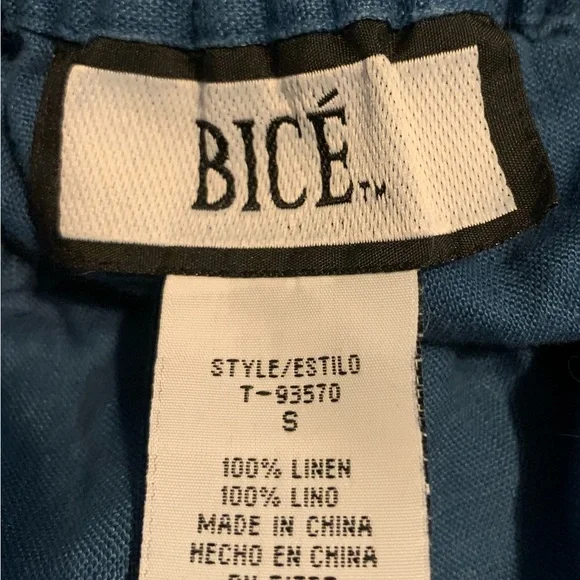 BICÉ™
STYLE/ESTILO
T-93570
S
100% LINEN
100% LINO
MADE IN CHINA
HECHO EN CHINA